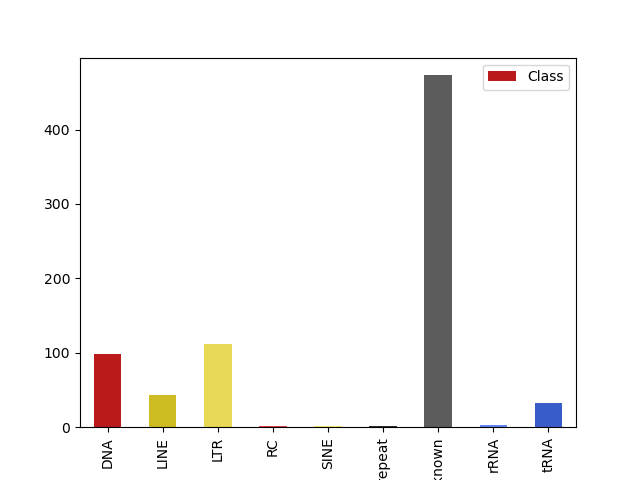 Class
400
300
200
100
0
DNA
LINE
LTR
RC
SINE
repeat
known
rRNA
tRNA